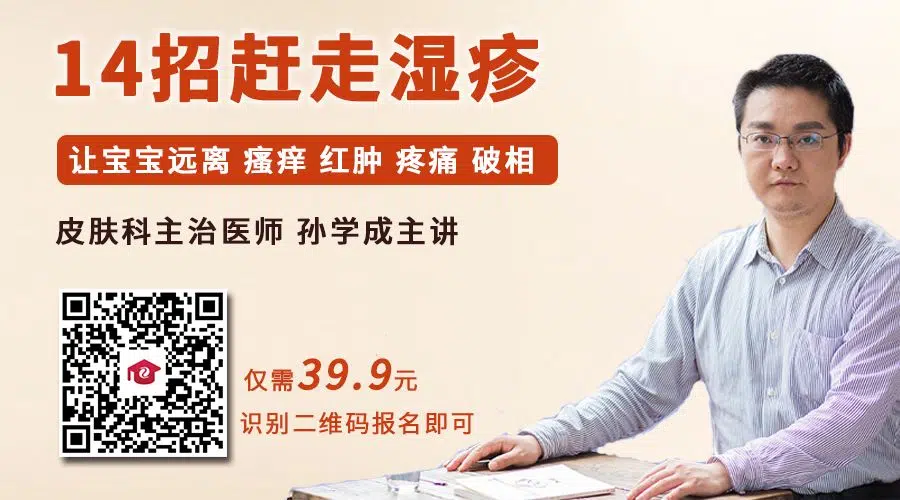 14招赶走湿疹
让宝宝远离 瘙痒 红肿 疼痛 破相
皮肤科主治医师 孙学成主讲
仅需39.9元
识别二维码报名即可